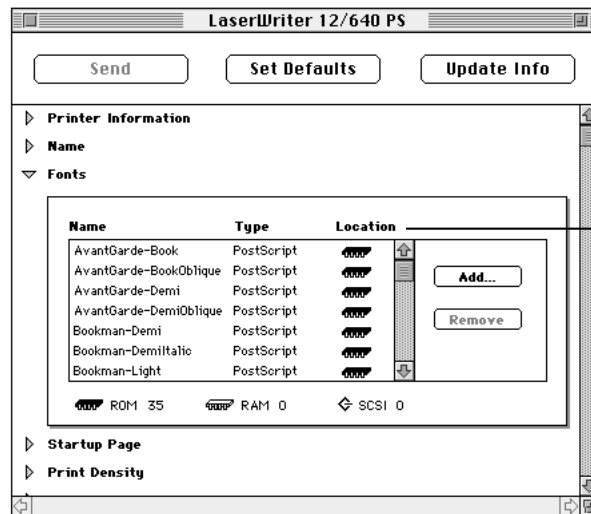 LaserWriter 12/640 PS
Send Set Defaults Update Info
Printer Information
Name
Fonts
Name Type Location
AvantGarde-Book PostScript
AvantGarde-BookOblique PostScript
Add...
AvantGarde-Demi PostScript
AvantGarde-DemiOblique PostScript
Remove
Bookman-Demi PostScript
Bookman-DemiItalic PostScript
Bookman-Light PostScript
ROM 35 RAM 0 SCSI 0
Startup Page
Print Density